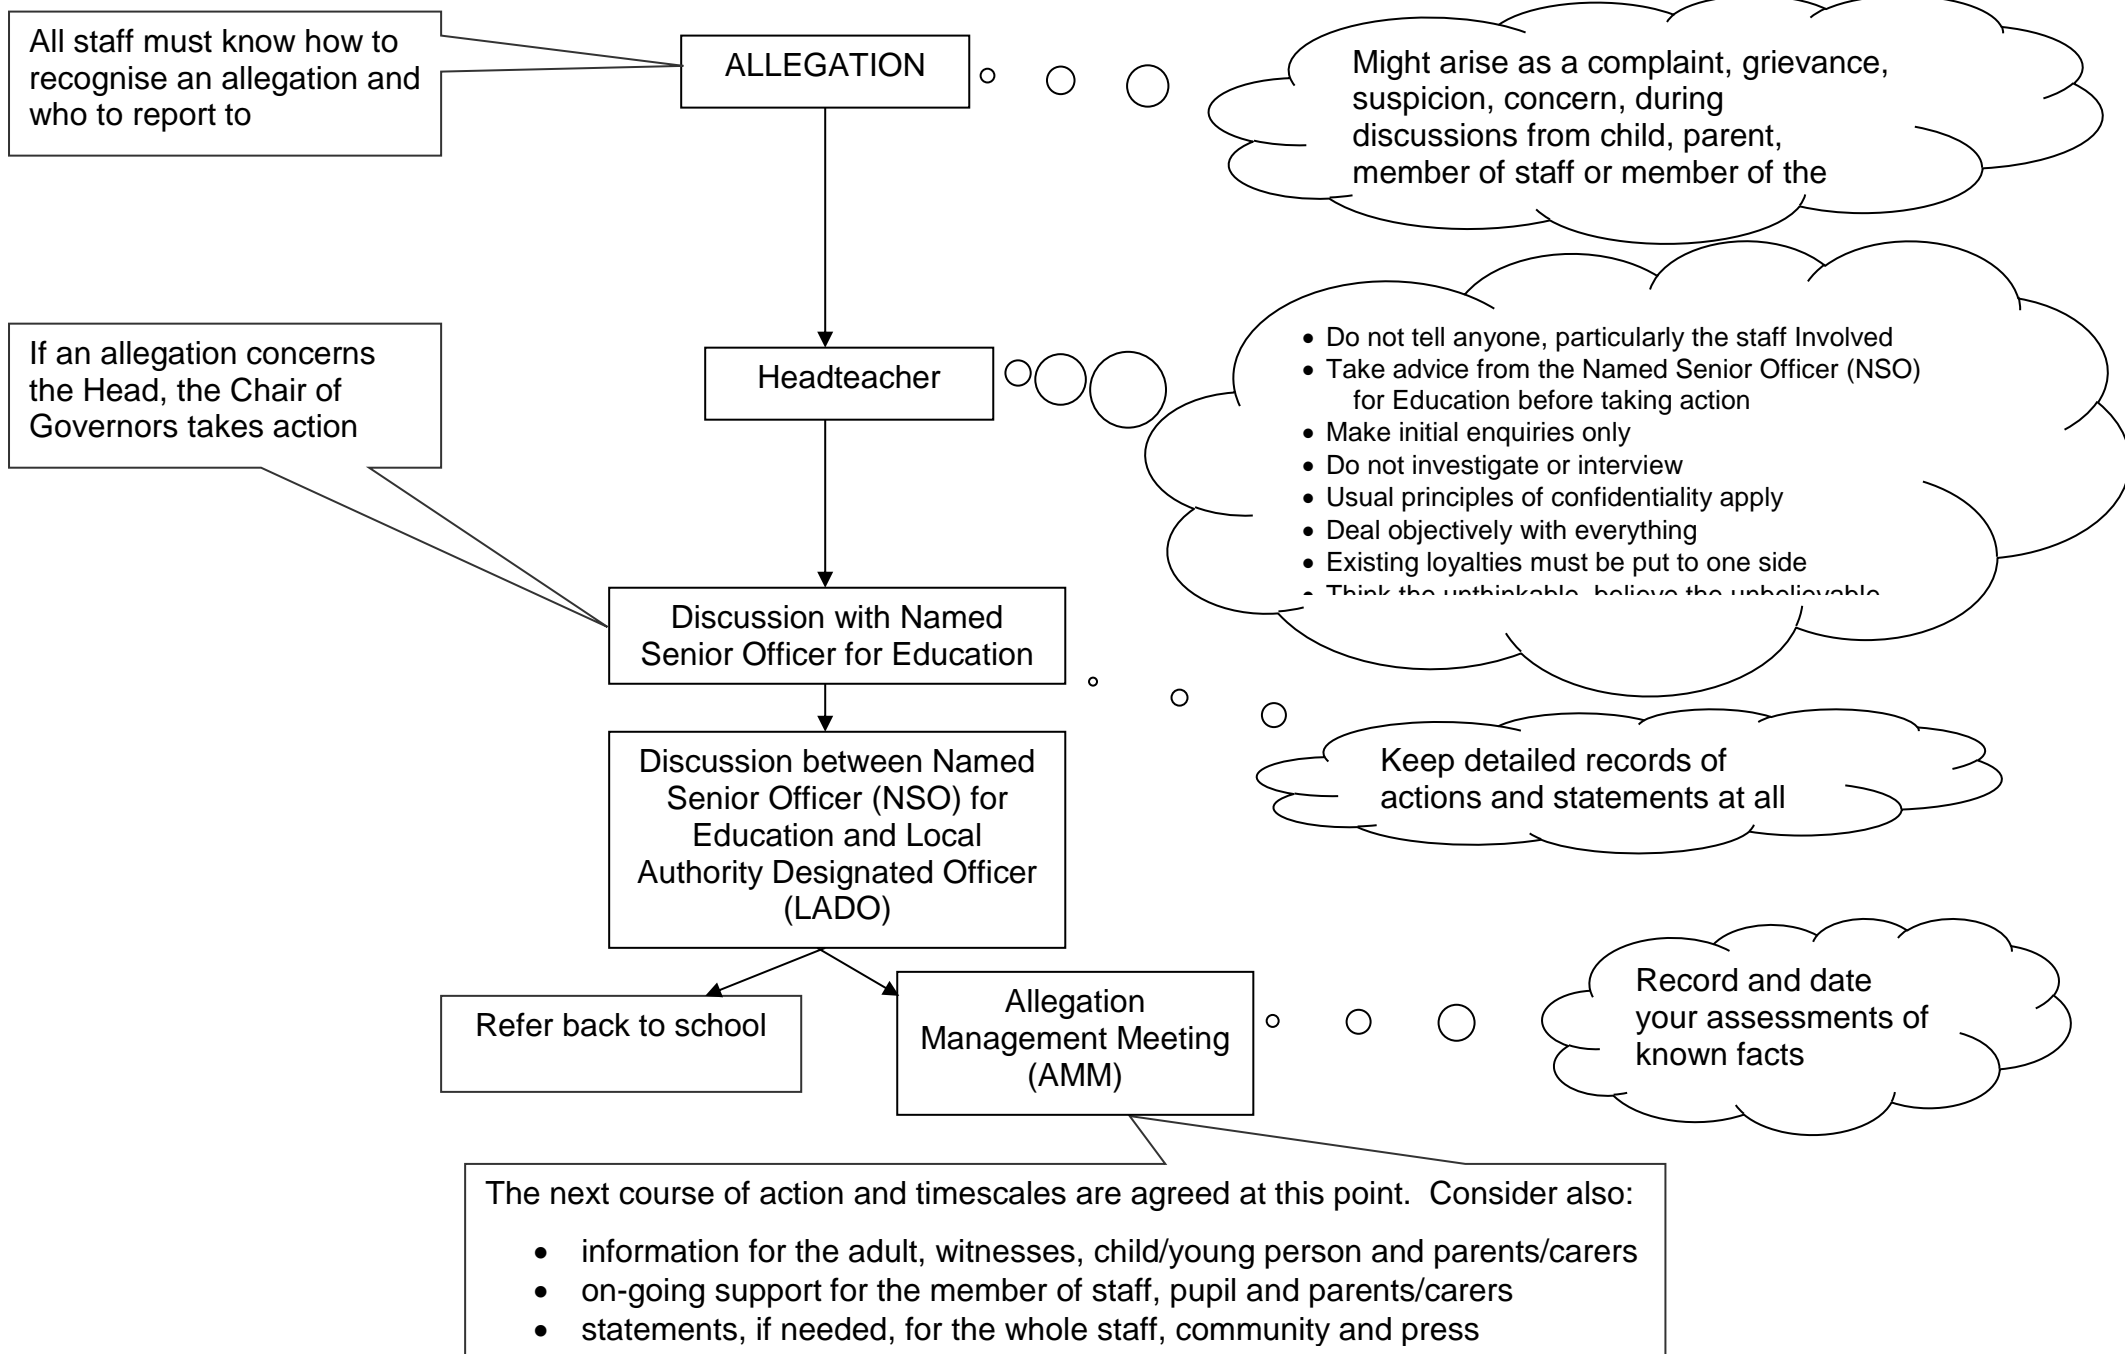 All staff must know how to
recognise an allegation and
who to report to
ALLEGATION
Might arise as a complaint, grievance,
suspicion, concern, during
discussions from child, parent,
member of staff or member of the
If an allegation concerns
the Head, the Chair of
Governors takes action
Headteacher
• Do not tell anyone, particularly the staff Involved
• Take advice from the Named Senior Officer (NSO)
for Education before taking action
• Make initial enquiries only
• Do not investigate or interview
• Usual principles of confidentiality apply
• Deal objectively with everything
• Existing loyalties must be put to one side
• Think the unthinkable, believe the unbelievable
Discussion with Named
Senior Officer for Education
Discussion between Named
Senior Officer (NSO) for
Education and Local
Authority Designated Officer
(LADO)
Keep detailed records of
actions and statements at all
Refer back to school
Allegation
Management Meeting
(AMM)
Record and date
your assessments of
known facts
The next course of action and timescales are agreed at this point.  Consider also:
• information for the adult, witnesses, child/young person and parents/carers
• on-going support for the member of staff, pupil and parents/carers
• statements, if needed, for the whole staff, community and press